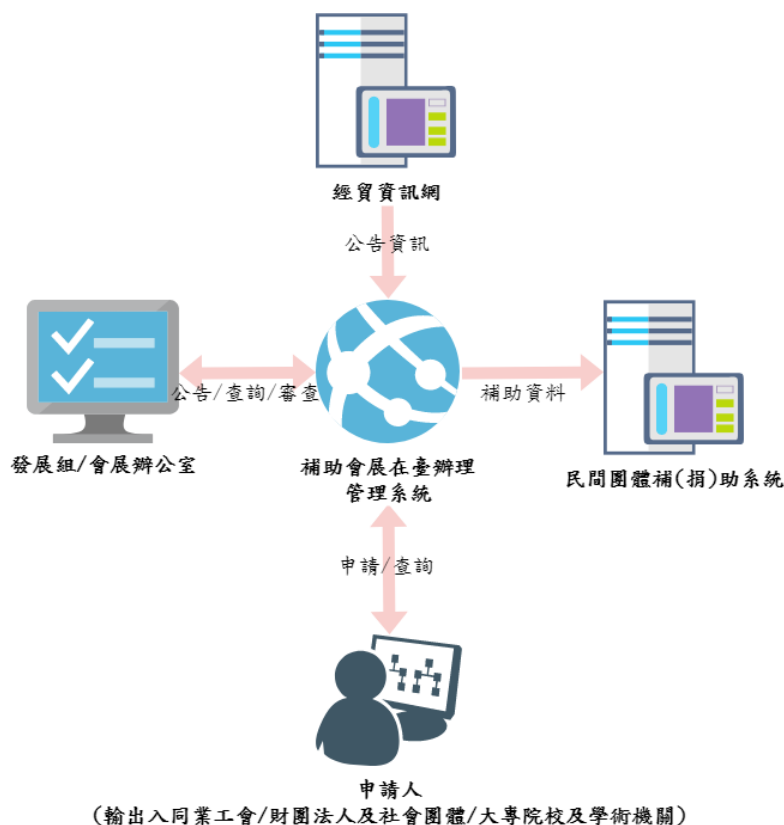 經貿資訊網
公告資訊
公告/查詢/審查
補助資料
發展組/會展辦公室
補助會展在臺辦理
管理系統
民間團體補(捐)助系統
申請/查詢
申請人
(輸出入同業工會/財團法人及社會團體/大專院校及學術機關)